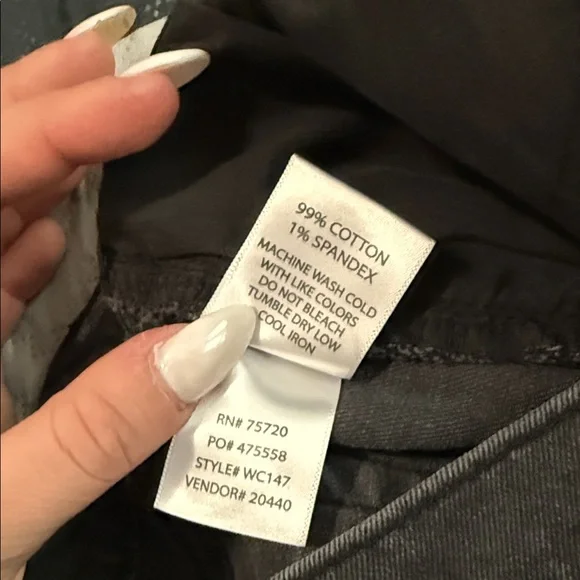 99% COTTON
1% SPANDEX
MACHINE WASH COLD
WITH LIKE COLORS
DO NOT BLEACH
TUMBLE DRY LOW
COOL IRON
RN# 75720
PO# 475558
STYLE# WC147
VENDOR# 20440